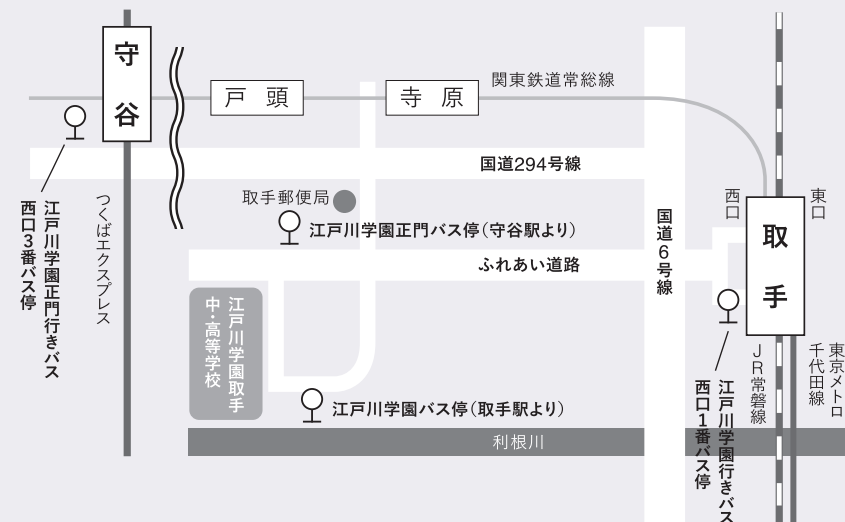 守谷
戸頭
寺原
関東鉄道常総線
国道294号線
取手郵便局
江戸川学園正門バス停(守谷駅より)
ふれあい道路
国道6号線
西口
東口
取手
江戸川学園正門行きバス
西口3番バス停
つくばエクスプレス
江戸川学園取手
中・高等学校
江戸川学園バス停(取手駅より)
利根川
JR常磐線
東京メトロ
千代田線
江戸川学園行きバス
西口1番バス停